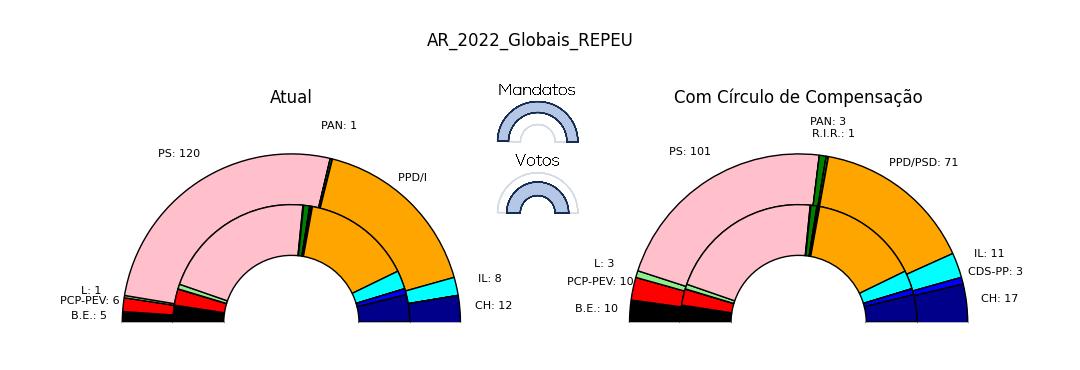 AR_2022_Globais_REPEU
Atual
Mandatos
Votos
Com Círculo de Compensação
PAN: 1
PS: 120
PPD/I
L: 1
PCP-PEV: 6
B.E.: 5
IL: 8
CH: 12
PAN: 3
R.I.R.: 1
PS: 101
PPD/PSD: 71
L: 3
PCP-PEV: 10
B.E.: 10
IL: 11
CDS-PP: 3
CH: 17